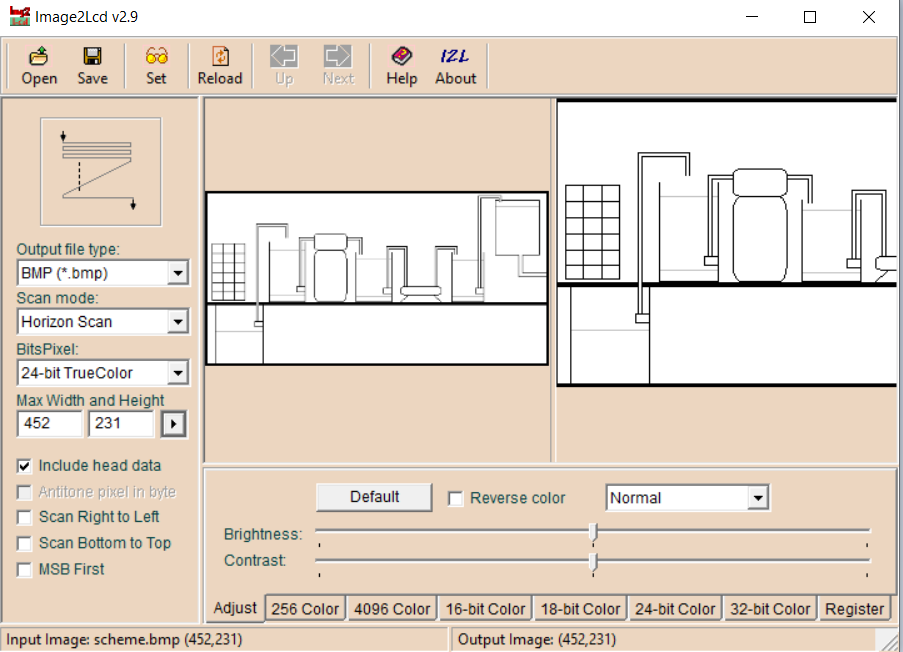 Image2Lcd v2.9
Open Save Set Reload Up Next Help About
I2L
Output file type:
BMP (*.bmp)
Scan mode:
Horizon Scan
BitsPixel:
24-bit TrueColor
Max Width and Height
452 231
Include head data
Antitone pixel in byte
Scan Right to Left
Scan Bottom to Top
MSB First
Default Reverse color Normal
Brightness:
Contrast:
Adjust 256 Color 4096 Color 16-bit Color 18-bit Color 24-bit Color 32-bit Color Register
Input Image: scheme.bmp (452,231) Output Image: (452,231)